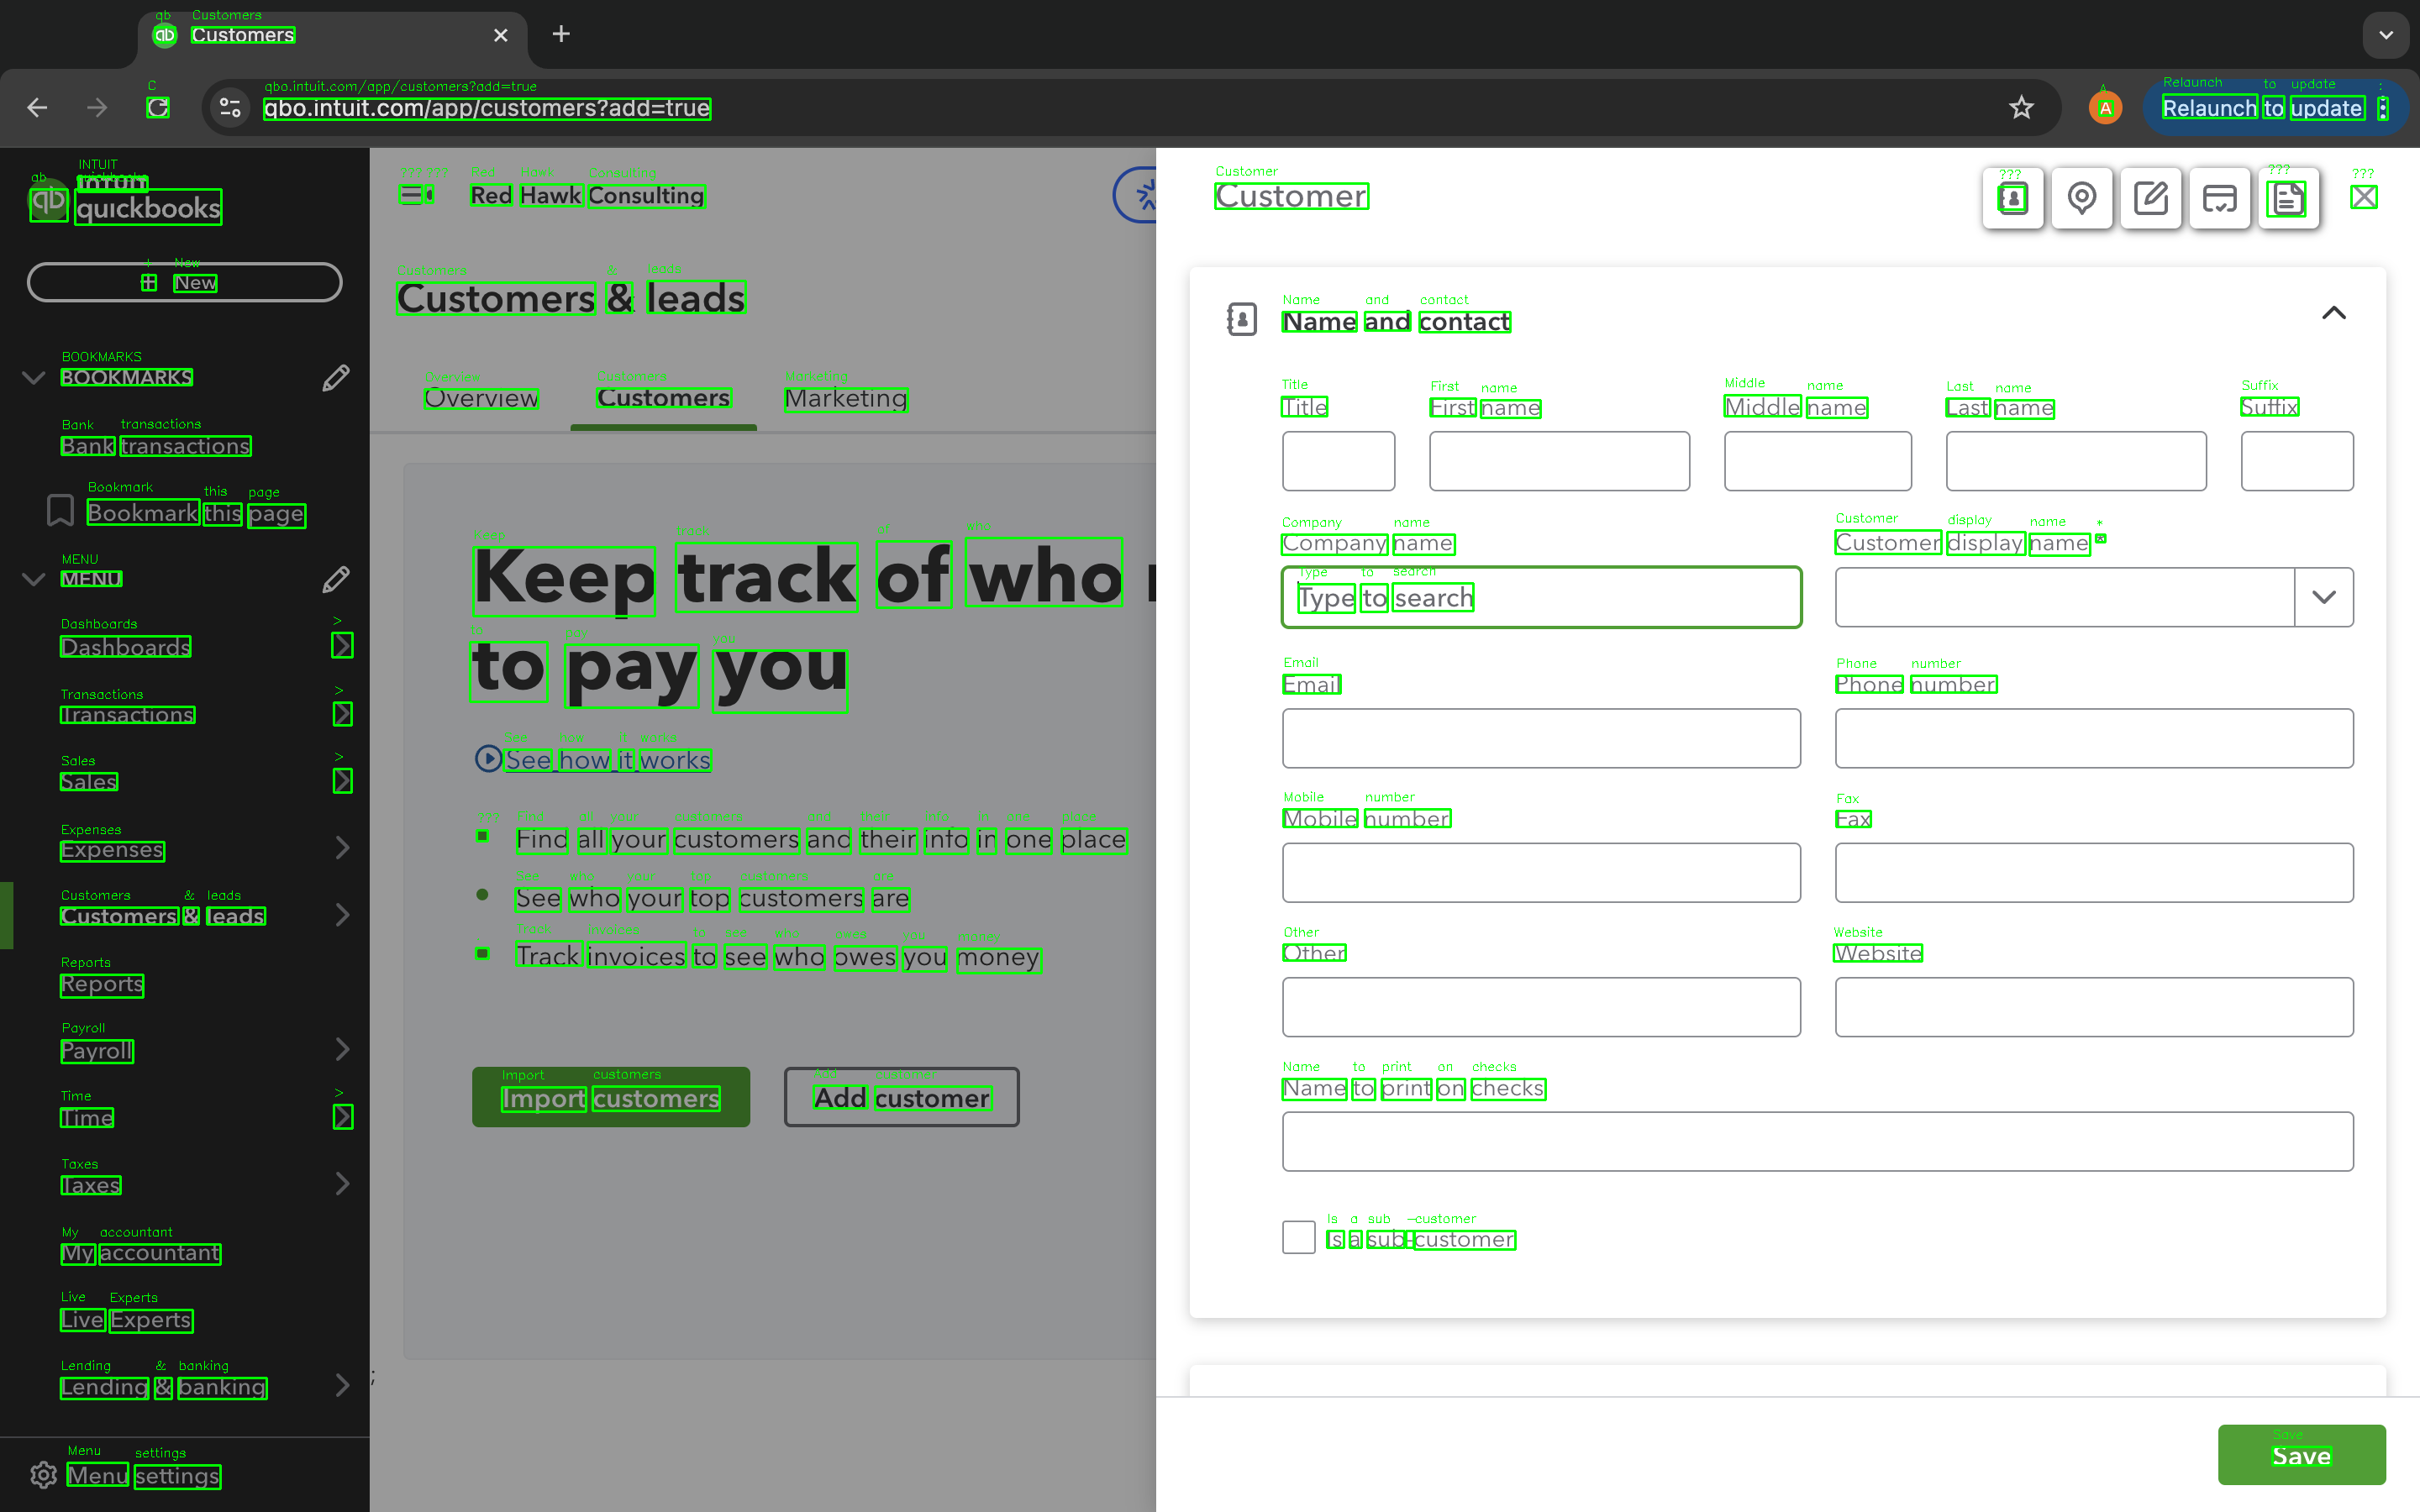 Customers
qbo.intuit.com/app/customers?add=true
Relaunch to update
A
INTUIT
quickbooks
qb
+ New
BOOKMARKS
Bank transactions
Bookmark this page
MENU
Dashboards
Transactions
Sales
Expenses
Customers & leads
Reports
Payroll
Time
Taxes
My accountant
Live Experts
Lending & banking
Menu settings
Red Hawk Consulting
Customers & leads
Overview
Customers
Marketing
Keep track of who
to pay you
See how it works
Find all your customers and their info in one place
See who your top customers are
Track invoices to see who owes you money
Import customers
Add customer
;
Customer
Name and contact
Title
First name
Middle name
Last name
Suffix
Company name
Customer display name *
Type to search
Email
Phone number
Mobile number
Fax
Other
Website
Name to print on checks
Is a sub-customer
Save